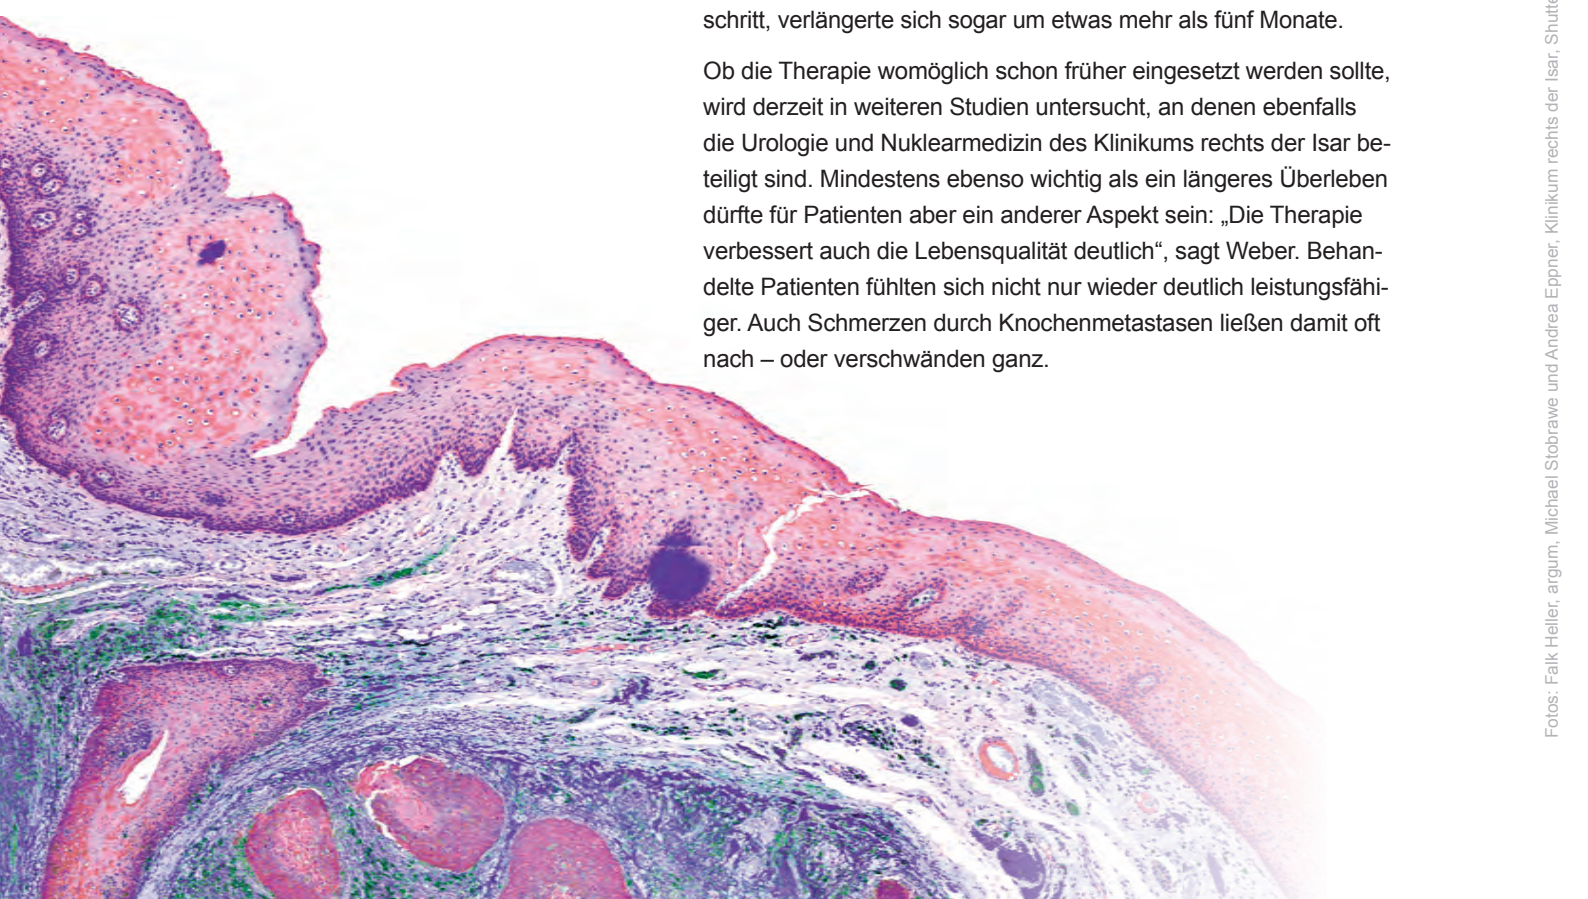 schritt, verlängerte sich sogar um etwas mehr als fünf Monate.
Ob die Therapie womöglich schon früher eingesetzt werden sollte,
wird derzeit in weiteren Studien untersucht, an denen ebenfalls
die Urologie und Nuklearmedizin des Klinikums rechts der Isar be-
teiligt sind. Mindestens ebenso wichtig als ein längeres Überleben
dürfte für Patienten aber ein anderer Aspekt sein: „Die Therapie
verbessert auch die Lebensqualität deutlich“, sagt Weber. Behan-
delte Patienten fühlten sich nicht nur wieder deutlich leistungsfähi-
ger. Auch Schmerzen durch Knochenmetastasen ließen damit oft
nach – oder verschwänden ganz.
Fotos: Falk Heller, argum, Michael Stobrawe und Andrea Eppner, Klinikum rechts der Isar, Shutte